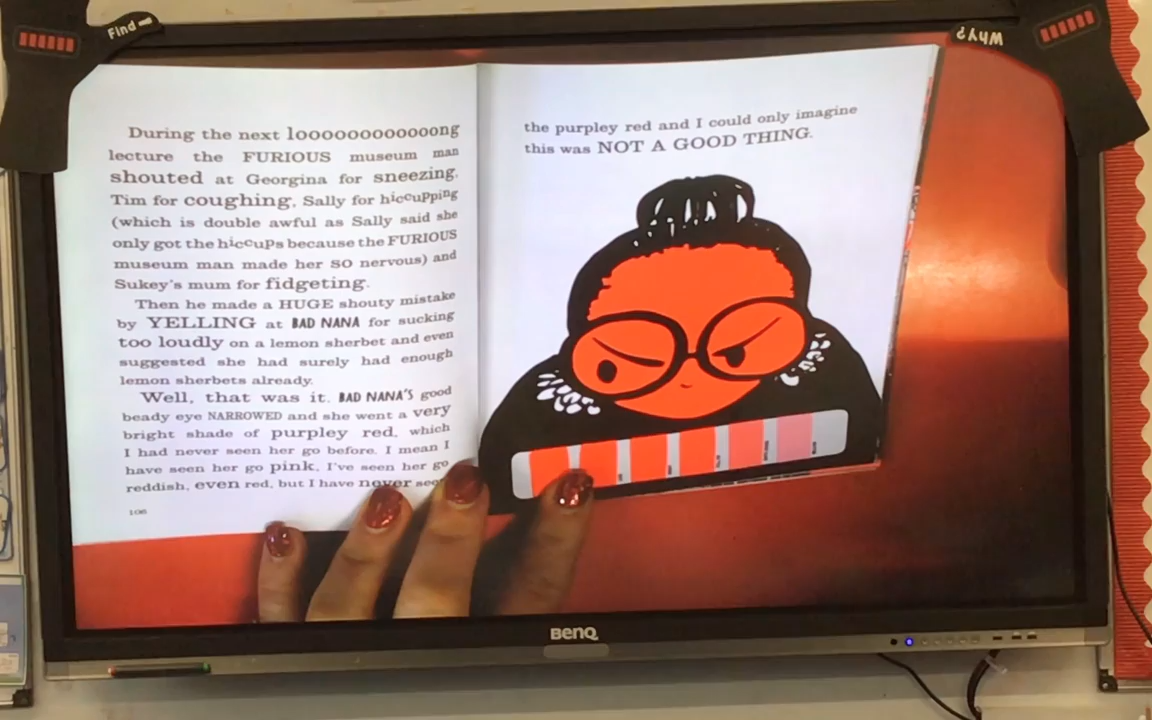 Find
Why?
During the next looooooooooooong
lecture the FURIOUS museum man
shouted at Georgina for sneezing,
Tim for coughing, Sally for hiccupping
(which is double awful as Sally said she
only got the hiccups because the FURIOUS
museum man made her SO nervous) and
Sukey's mum for fidgeting.
Then he made a HUGE shouty mistake
by YELLING at BAD NANA for sucking
too loudly on a lemon sherbet and even
suggested she had surely had enough
lemon sherbets already.
Well, that was it. BAD NANA'S good
beady eye NARROWED and she went a very
bright shade of purpley red, which
I had never seen her go before. I mean I
have seen her go pink, I've seen her go
reddish, even red, but I have never
106
the purpley red and I could only imagine
this was NOT A GOOD THING.
BenQ